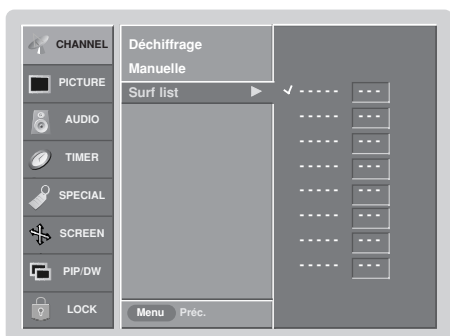 CHANNEL
PICTURE
AUDIO
TIMER
SPECIAL
SCREEN
PIP/DW
LOCK
Déchiffrage
Manuelle
Surf list ▶
Menu Préc.
✓ ----- ---
----- ---
----- ---
----- ---
----- ---
----- ---
----- ---
----- ---